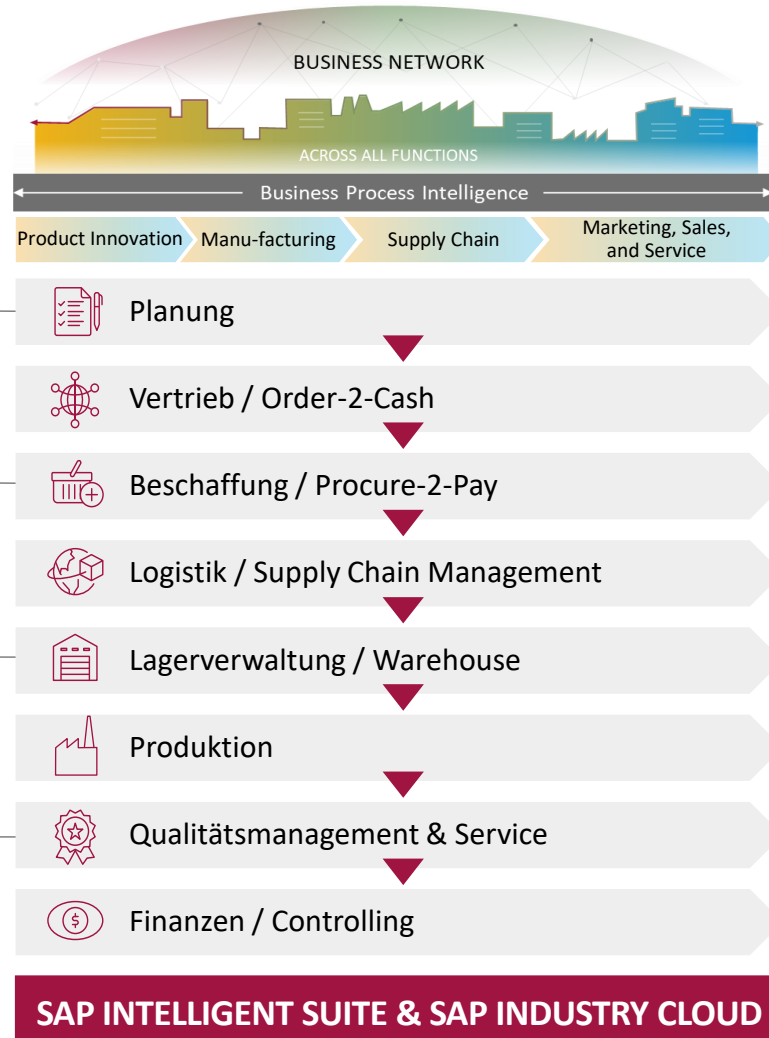 BUSINESS NETWORK
ACROSS ALL FUNCTIONS
Business Process Intelligence
Product Innovation
Manu-facturing
Supply Chain
Marketing, Sales,
and Service
Planung
Vertrieb / Order-2-Cash
Beschaffung / Procure-2-Pay
Logistik / Supply Chain Management
Lagerverwaltung / Warehouse
Produktion
Qualitätsmanagement & Service
Finanzen / Controlling
SAP INTELLIGENT SUITE & SAP INDUSTRY CLOUD